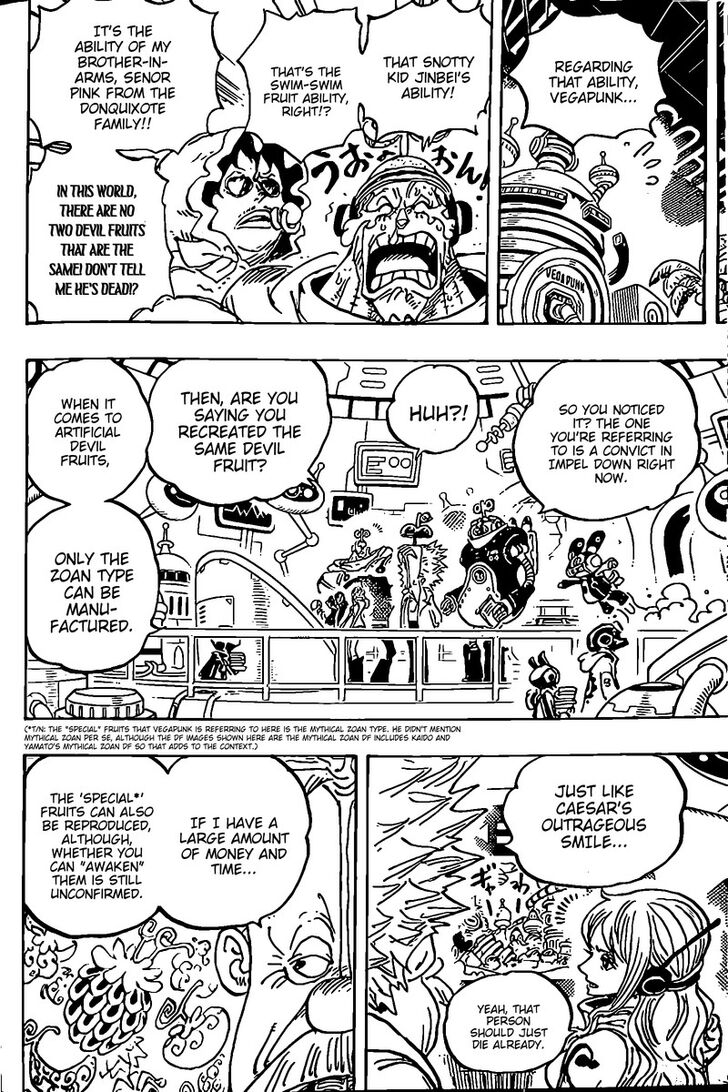 REGARDING
THAT ABILITY,
VEGAPUNK...
VEGAPUNK
THAT SNOTTY
KID JINBEI'S
ABILITY!
THAT'S THE
SWIM-SWIM
FRUIT ABILITY,
RIGHT!?
うおぉ
おん!
IT'S THE
ABILITY OF MY
BROTHER-IN-
ARMS, SENOR
PINK FROM THE
DONQUIXOTE
FAMILY!!
IN THIS WORLD,
THERE ARE NO
TWO DEVIL FRUITS
THAT ARE THE
SAME! DON'T TELL
ME HE'S DEAD!?
SO YOU NOTICED
IT? THE ONE
YOU'RE REFERRING
TO IS A CONVICT IN
IMPEL DOWN RIGHT
NOW.
HUH?!
THEN, ARE YOU
SAYING YOU
RECREATED THE
SAME DEVIL
FRUIT?
WHEN IT
COMES TO
ARTIFICIAL
DEVIL
FRUITS,
ONLY THE
ZOAN TYPE
CAN BE
MANU-
FACTURED.
(*T/N: THE "SPECIAL" FRUITS THAT VEGAPUNK IS REFERRING TO HERE IS THE MYTHICAL ZOAN TYPE. HE DIDN'T MENTION
MYTHICAL ZOAN PER SE, ALTHOUGH THE DF IMAGES SHOWN HERE ARE THE MYTHICAL ZOAN DF INCLUDES KAIDO AND
YAMATO'S MYTHICAL ZOAN DF SO THAT ADDS TO THE CONTEXT.)
JUST LIKE
CAESAR'S
OUTRAGEOUS
SMILE...
YEAH, THAT
PERSON
SHOULD JUST
DIE ALREADY.
IF I HAVE A
LARGE AMOUNT
OF MONEY AND
TIME...
THE 'SPECIAL*'
FRUITS CAN ALSO
BE REPRODUCED,
ALTHOUGH,
WHETHER YOU
CAN "AWAKEN"
THEM IS STILL
UNCONFIRMED.